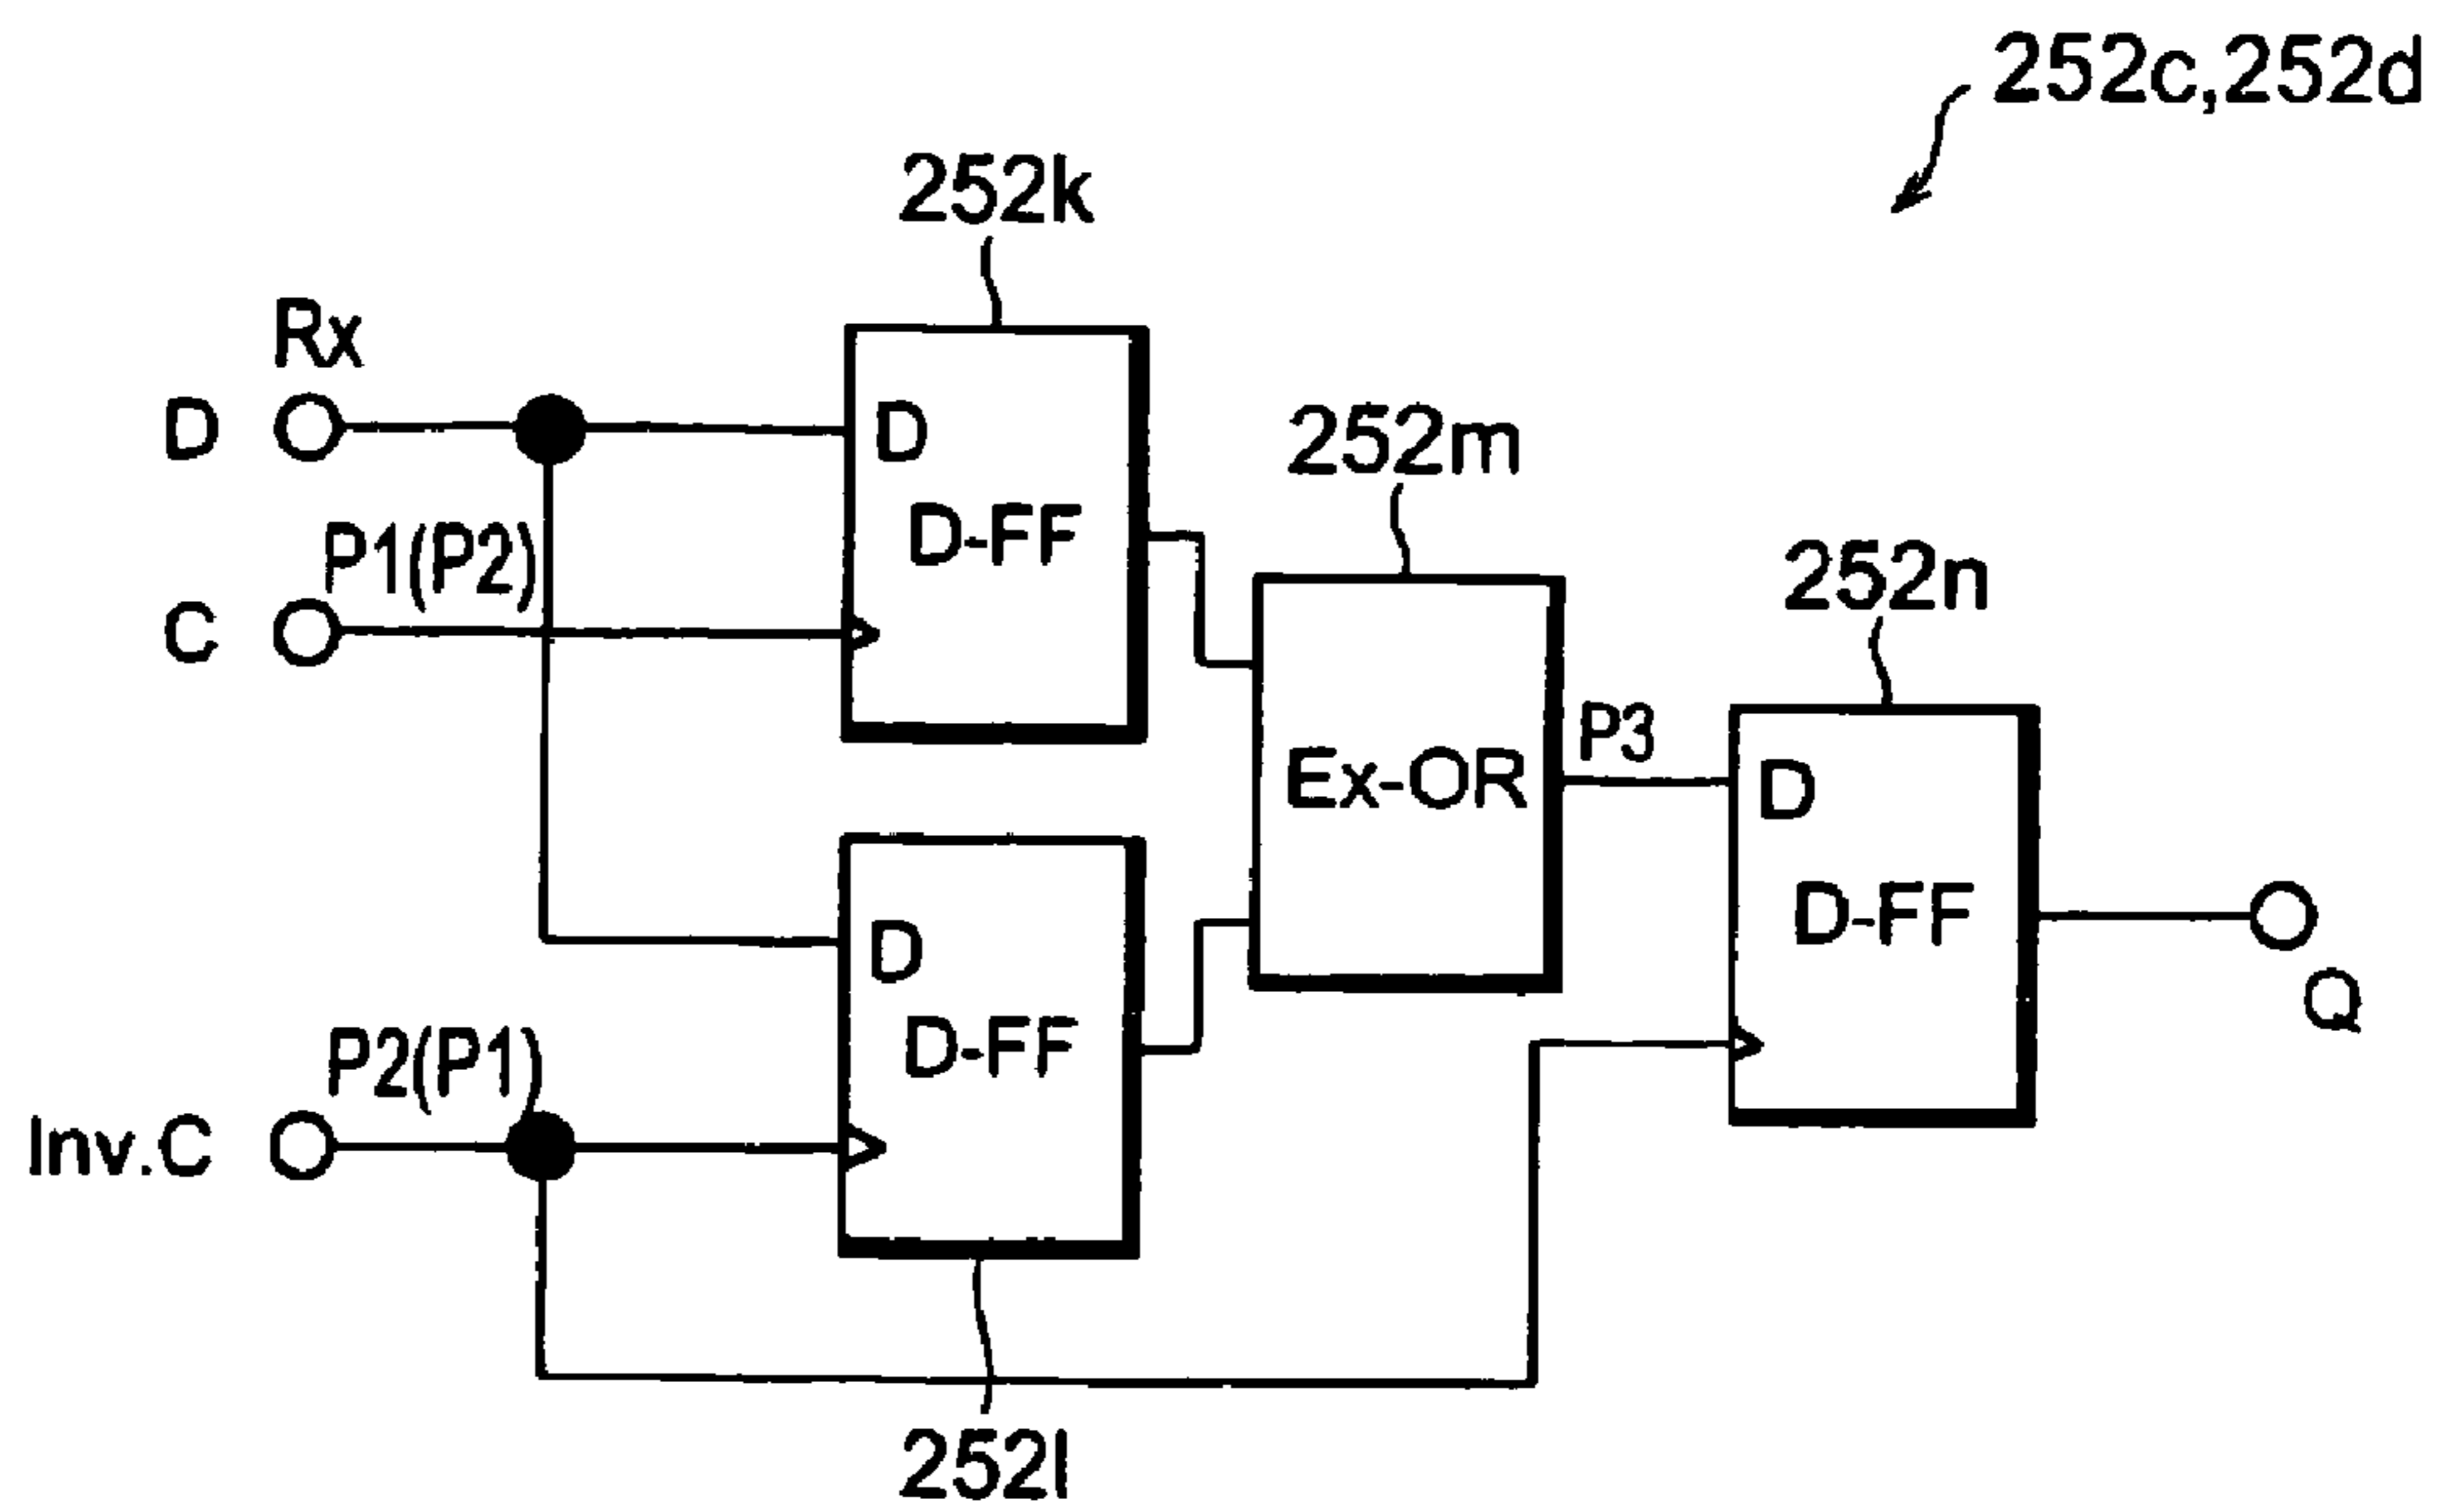 252c,252d
252k
Rx
D
D
252m
D-FF
P1(P2)
C
252n
P3
Ex-OR
D
D-FF
D
Q
D-FF
P2(P1)
Inv.C
252l